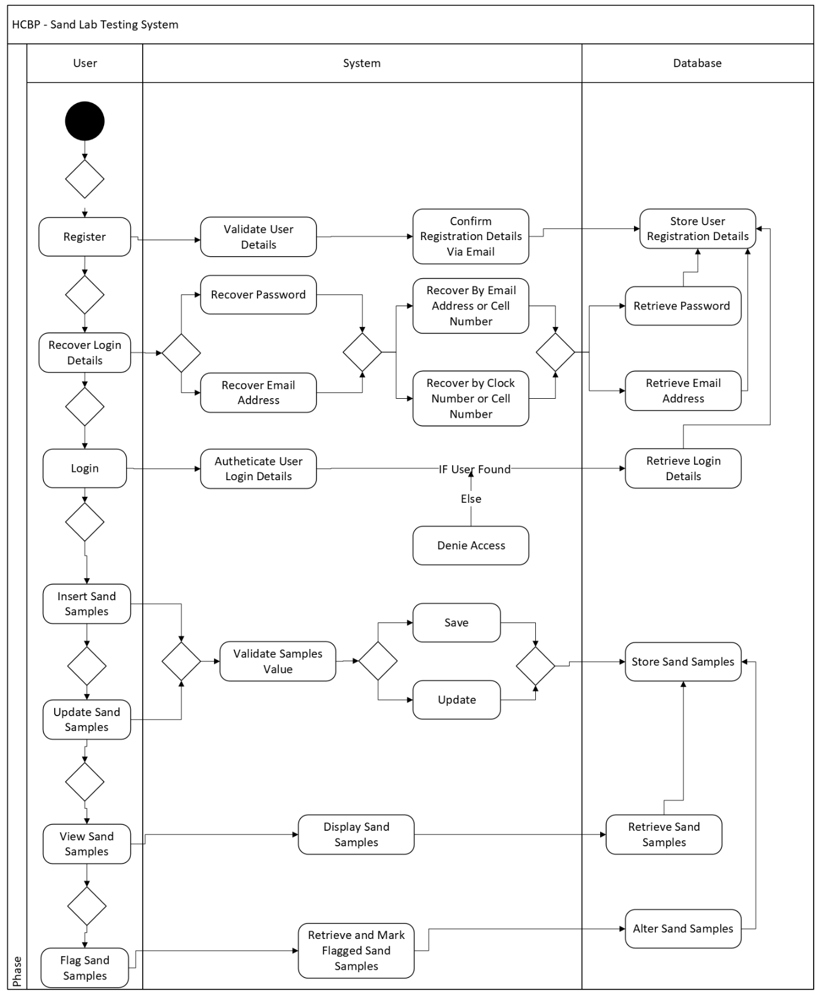 HCBP - Sand Lab Testing System
User
System
Database
Register
Validate User
Details
Confirm
Registration Details
Via Email
Store User
Registration Details
Recover Password
Recover By Email
Address or Cell
Number
Retrieve Password
Recover Login
Details
Recover Email
Address
Recover by Clock
Number or Cell
Number
Retrieve Email
Address
Login
Autheticate User
Login Details
IF User Found
Retrieve Login
Details
Else
Denie Access
Insert Sand
Samples
Save
Validate Samples
Value
Store Sand Samples
Update Sand
Samples
Update
View Sand
Samples
Display Sand
Samples
Retrieve Sand
Samples
Flag Sand
Samples
Retrieve and Mark
Flagged Sand
Samples
Alter Sand Samples
Phase